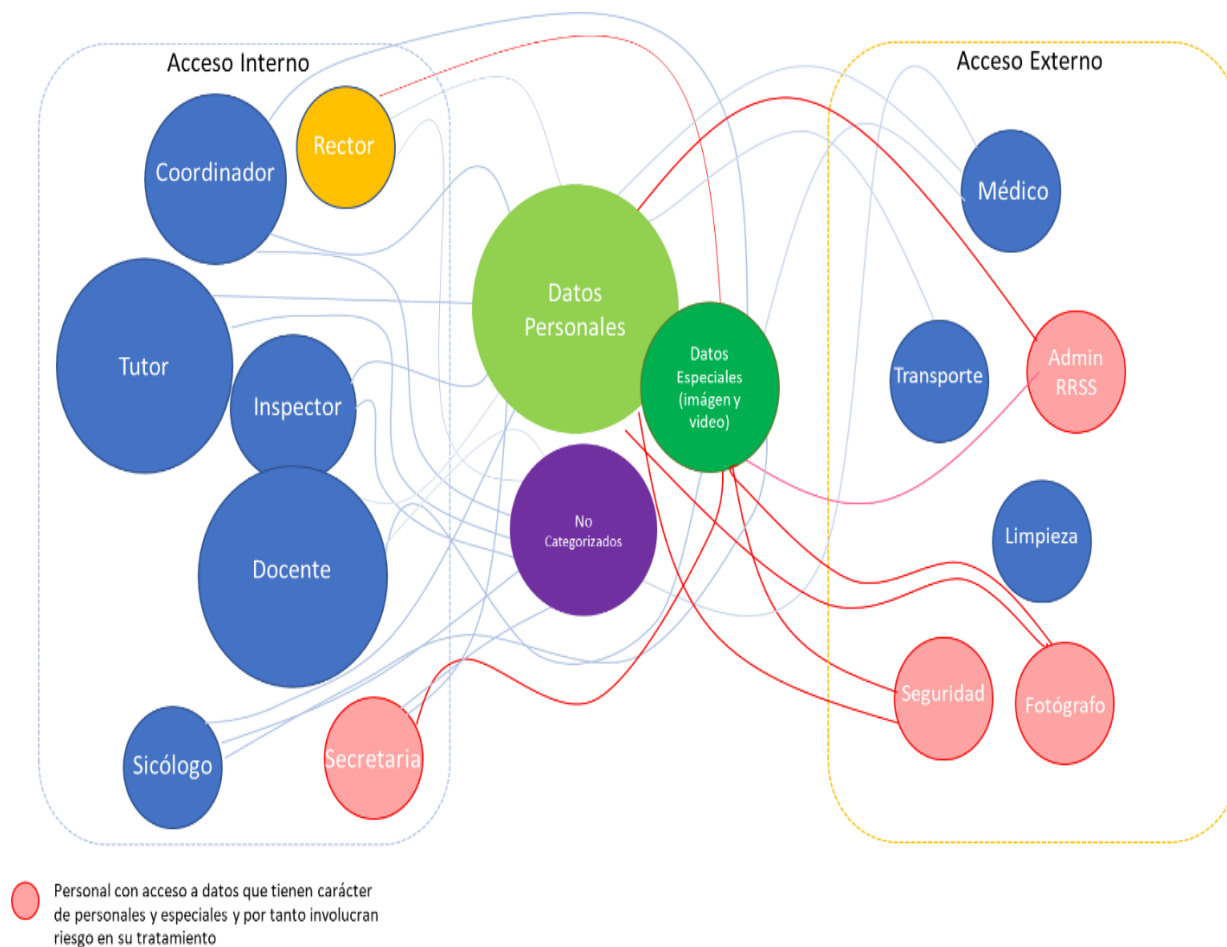 Acceso Interno
Acceso Externo
Coordinador
Rector
Médico
Datos
Personales
Tutor
Inspector
Datos
Especiales
(imágen y
video)
Transporte
Admin
RRSS
No
Categorizados
Limpieza
Docente
Seguridad
Fotógrafo
Sicólogo
Secretaria
Personal con acceso a datos que tienen carácter
de personales y especiales y por tanto involucran
riesgo en su tratamiento